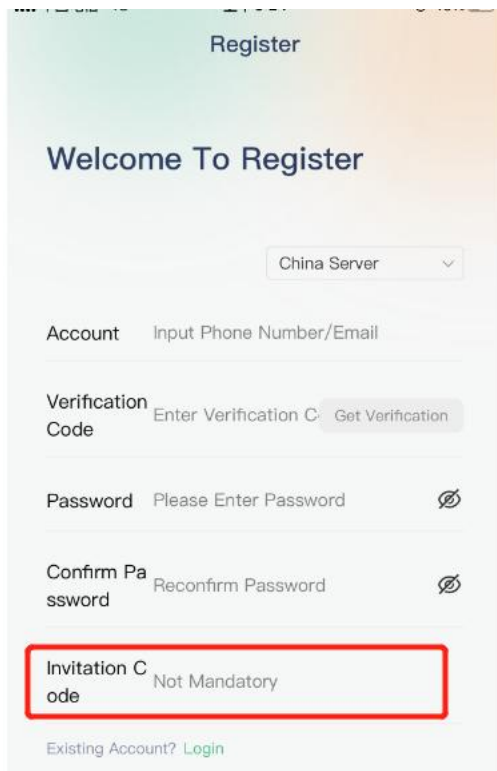 Register
Welcome To Register
China Server
Account Input Phone Number/Email
Verification
Code
Enter Verification C Get Verification
Password Please Enter Password
Confirm Pa
ssword
Reconfirm Password
Invitation C
ode
Not Mandatory
Existing Account? Login